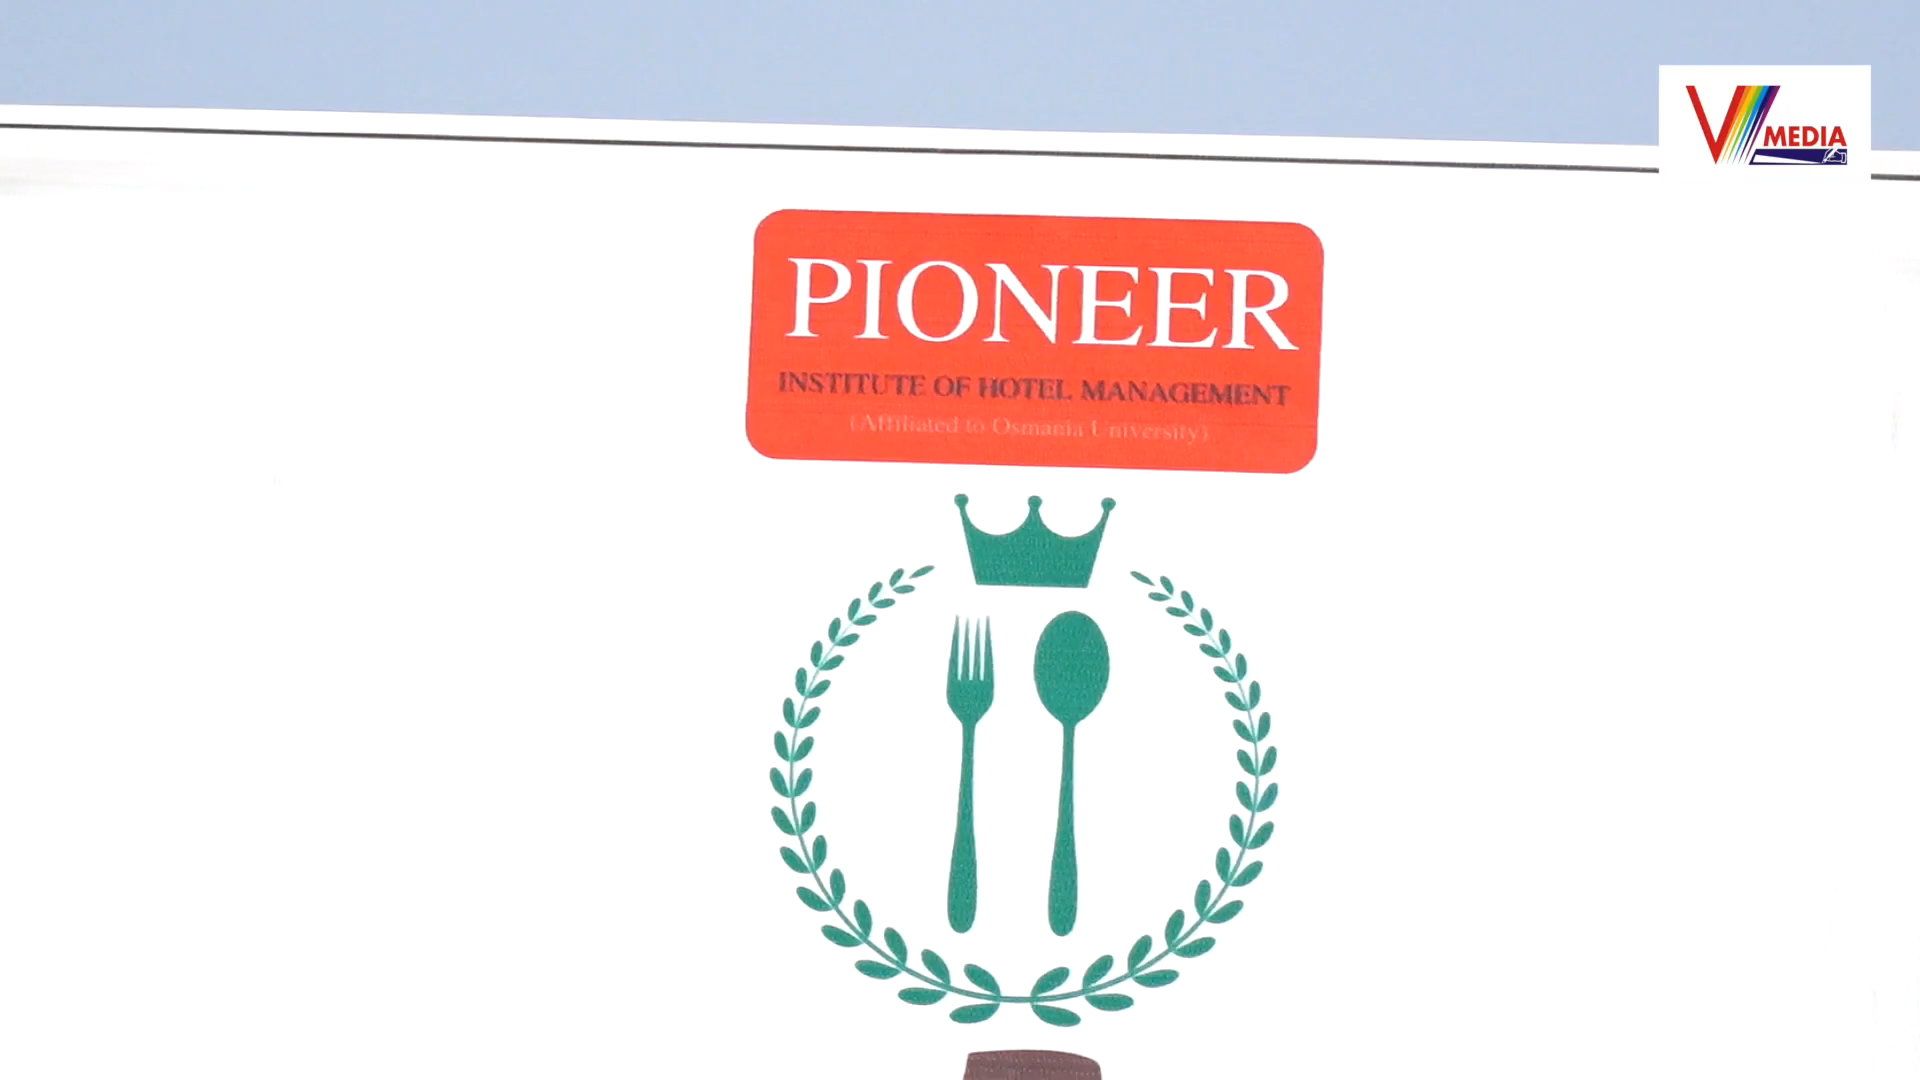 V MEDIA
PIONEER
INSTITUTE OF HOTEL MANAGEMENT
(Affiliated to Osmania University)